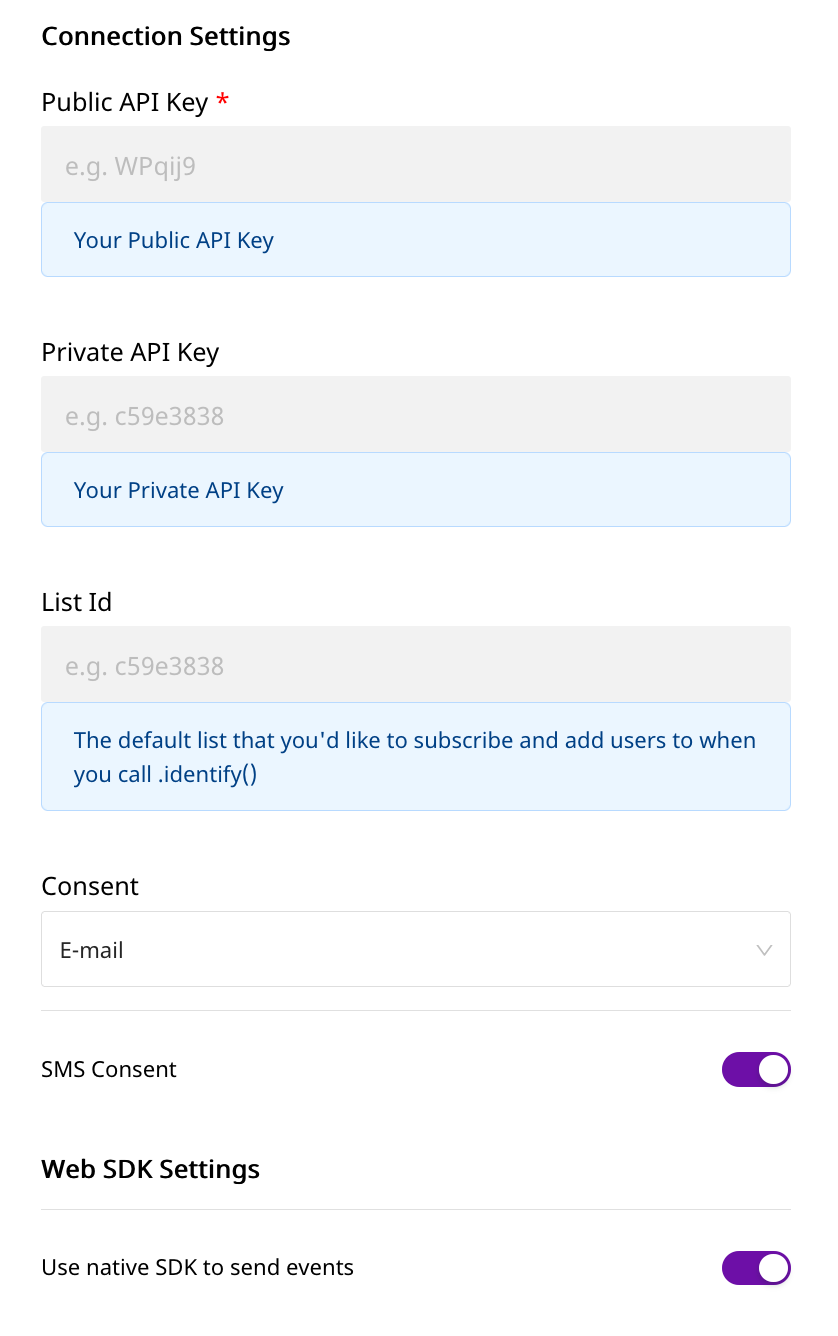 Connection Settings
Public API Key *
e.g. WPqij9
Your Public API Key
Private API Key
e.g. c59e3838
Your Private API Key
List Id
e.g. c59e3838
The default list that you'd like to subscribe and add users to when
you call .identify()
Consent
E-mail
SMS Consent
Web SDK Settings
Use native SDK to send events